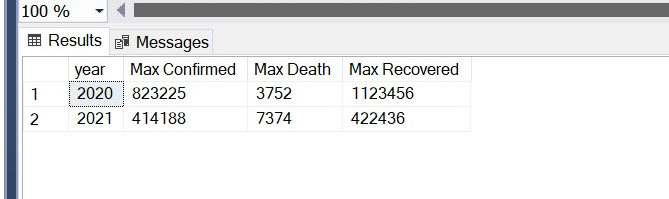 100 %
Results Messages
year Max Confirmed Max Death Max Recovered
1 2020 823225 3752 1123456
2 2021 414188 7374 422436